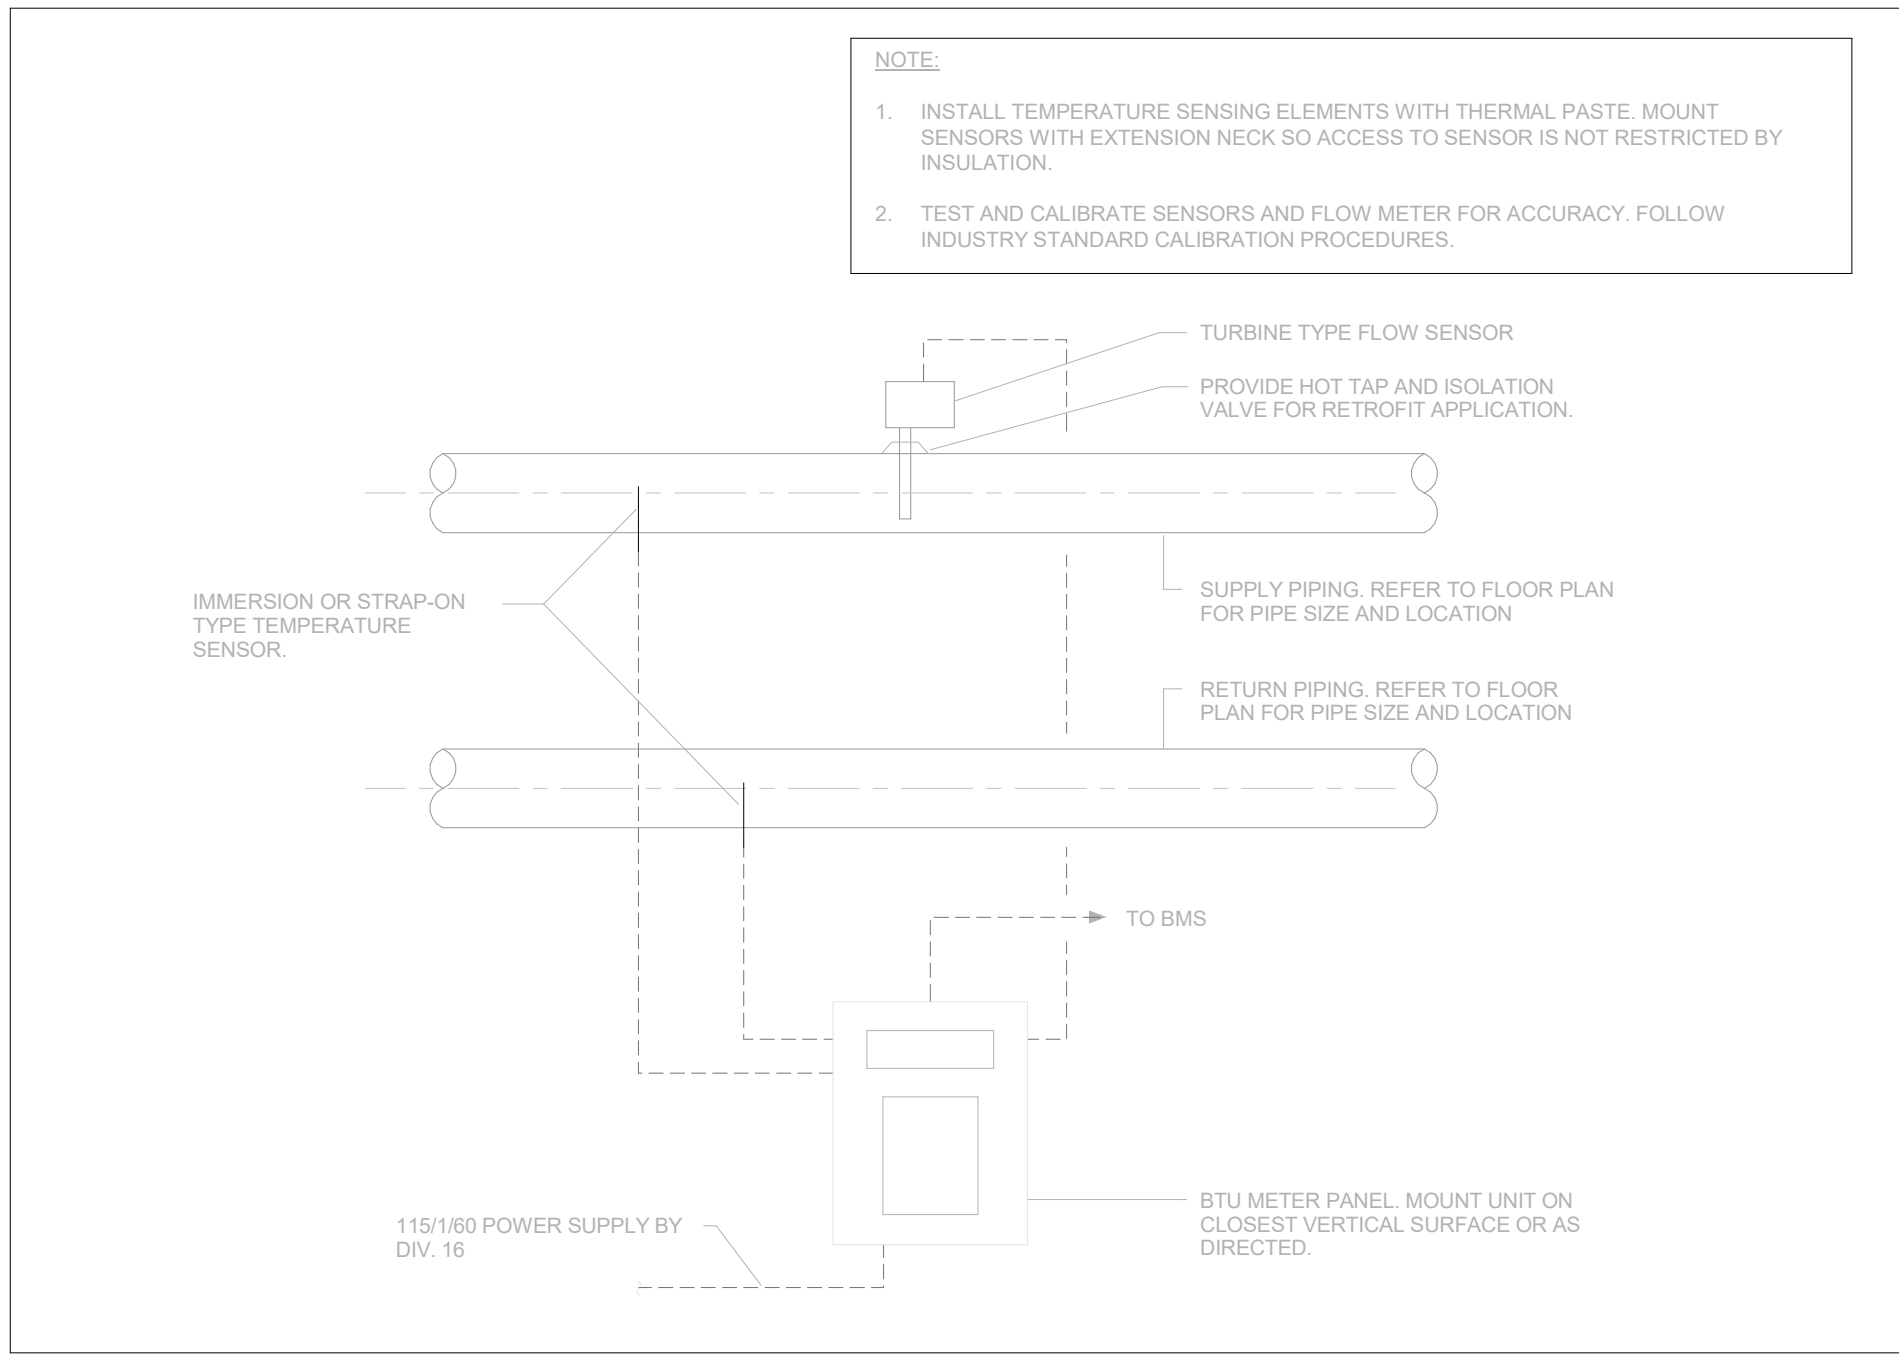 NOTE:
1. INSTALL TEMPERATURE SENSING ELEMENTS WITH THERMAL PASTE. MOUNT
SENSORS WITH EXTENSION NECK SO ACCESS TO SENSOR IS NOT RESTRICTED BY
INSULATION.
2. TEST AND CALIBRATE SENSORS AND FLOW METER FOR ACCURACY. FOLLOW
INDUSTRY STANDARD CALIBRATION PROCEDURES.
TURBINE TYPE FLOW SENSOR
PROVIDE HOT TAP AND ISOLATION
VALVE FOR RETROFIT APPLICATION.
IMMERSION OR STRAP-ON
TYPE TEMPERATURE
SENSOR.
SUPPLY PIPING. REFER TO FLOOR PLAN
FOR PIPE SIZE AND LOCATION
RETURN PIPING. REFER TO FLOOR
PLAN FOR PIPE SIZE AND LOCATION
TO BMS
115/1/60 POWER SUPPLY BY
DIV. 16
BTU METER PANEL. MOUNT UNIT ON
CLOSEST VERTICAL SURFACE OR AS
DIRECTED.